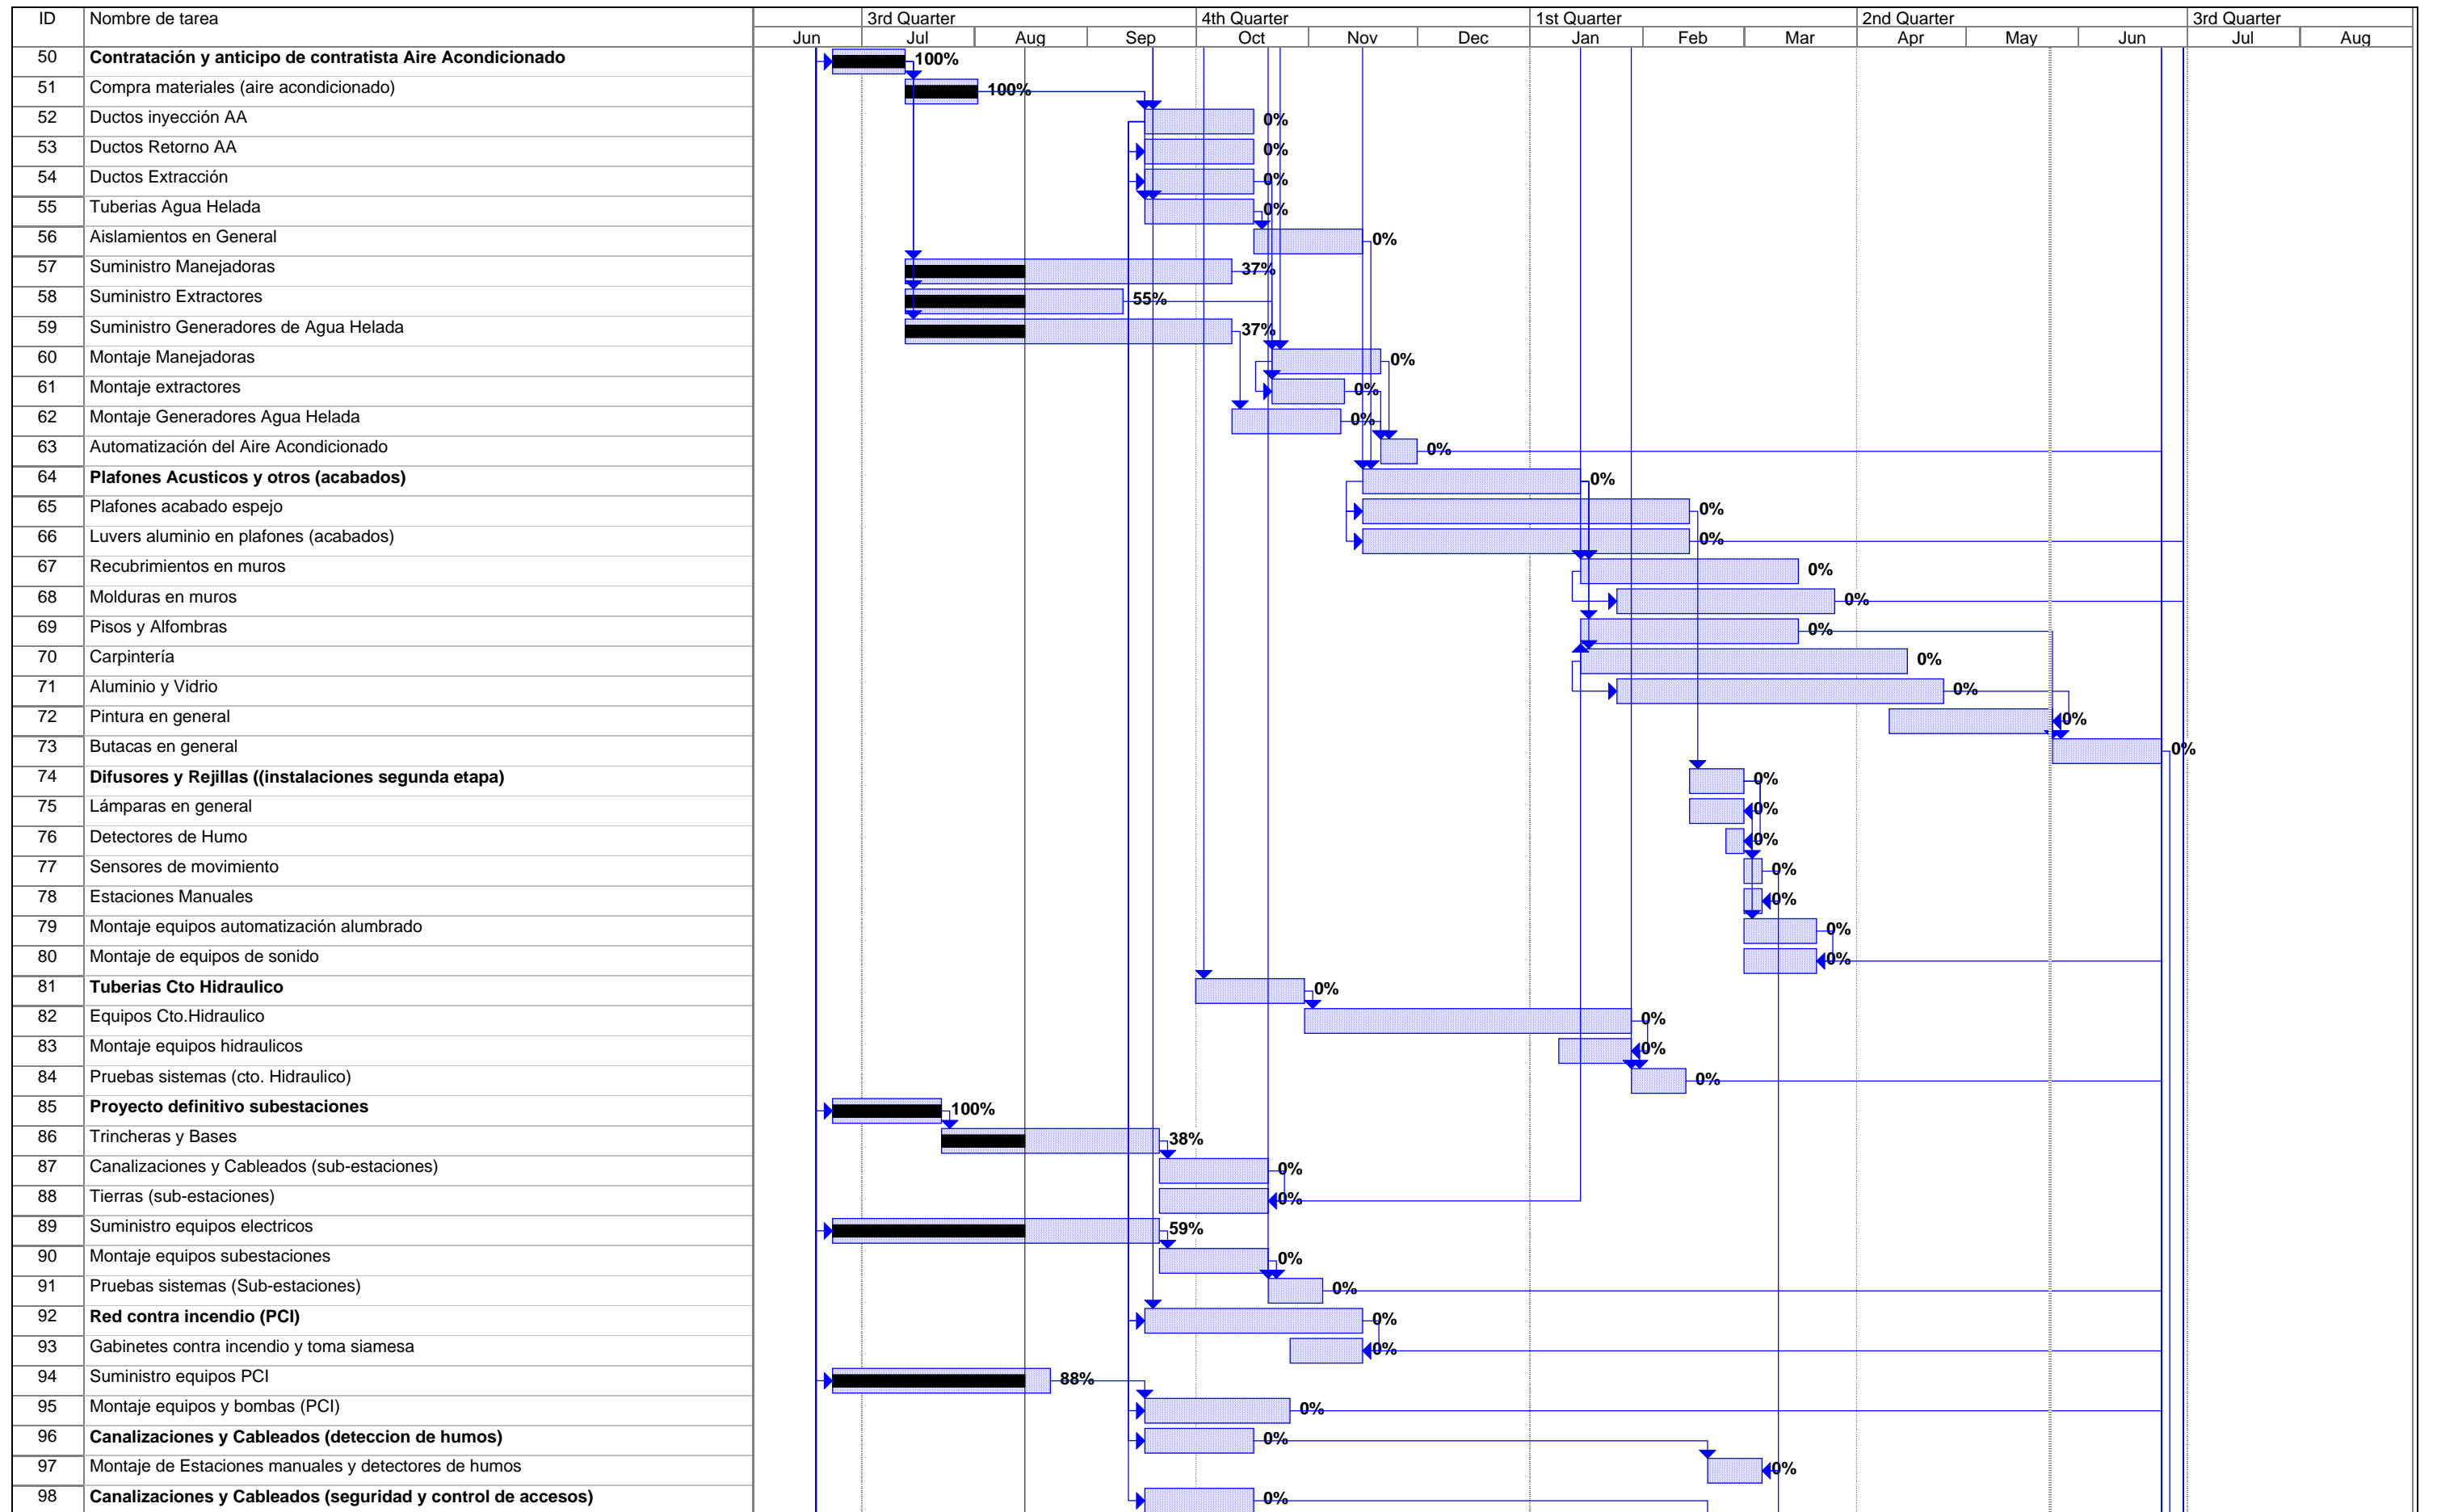 ID Nombre de tarea 3rd Quarter 4th Quarter 1st Quarter 2nd Quarter 3rd Quarter
Jun Jul Aug Sep Oct Nov Dec Jan Feb Mar Apr May Jun Jul Aug
50 Contratación y anticipo de contratista Aire Acondicionado 100%
51 Compra materiales (aire acondicionado) 100%
52 Ductos inyección AA 0%
53 Ductos Retorno AA 0%
54 Ductos Extracción 0%
55 Tuberias Agua Helada 0%
56 Aislamientos en General 0%
57 Suministro Manejadoras 37%
58 Suministro Extractores 55%
59 Suministro Generadores de Agua Helada 37%
60 Montaje Manejadoras 0%
61 Montaje extractores 0%
62 Montaje Generadores Agua Helada 0%
63 Automatización del Aire Acondicionado 0%
64 Plafones Acusticos y otros (acabados) 0%
65 Plafones acabado espejo 0%
66 Luvers aluminio en plafones (acabados) 0%
67 Recubrimientos en muros 0%
68 Molduras en muros 0%
69 Pisos y Alfombras 0%
70 Carpintería 0%
71 Aluminio y Vidrio 0%
72 Pintura en general 0%
73 Butacas en general 0%
74 Difusores y Rejillas ((instalaciones segunda etapa) 0%
75 Lámparas en general 0%
76 Detectores de Humo 0%
77 Sensores de movimiento 0%
78 Estaciones Manuales 0%
79 Montaje equipos automatización alumbrado 0%
80 Montaje de equipos de sonido 0%
81 Tuberias Cto Hidraulico 0%
82 Equipos Cto.Hidraulico 0%
83 Montaje equipos hidraulicos 0%
84 Pruebas sistemas (cto. Hidraulico) 0%
85 Proyecto definitivo subestaciones 100%
86 Trincheras y Bases 38%
87 Canalizaciones y Cableados (sub-estaciones) 0%
88 Tierras (sub-estaciones) 0%
89 Suministro equipos electricos 59%
90 Montaje equipos subestaciones 0%
91 Pruebas sistemas (Sub-estaciones) 0%
92 Red contra incendio (PCI) 0%
93 Gabinetes contra incendio y toma siamesa 0%
94 Suministro equipos PCI 88%
95 Montaje equipos y bombas (PCI) 0%
96 Canalizaciones y Cableados (deteccion de humos) 0%
97 Montaje de Estaciones manuales y detectores de humos 0%
98 Canalizaciones y Cableados (seguridad y control de accesos) 0%